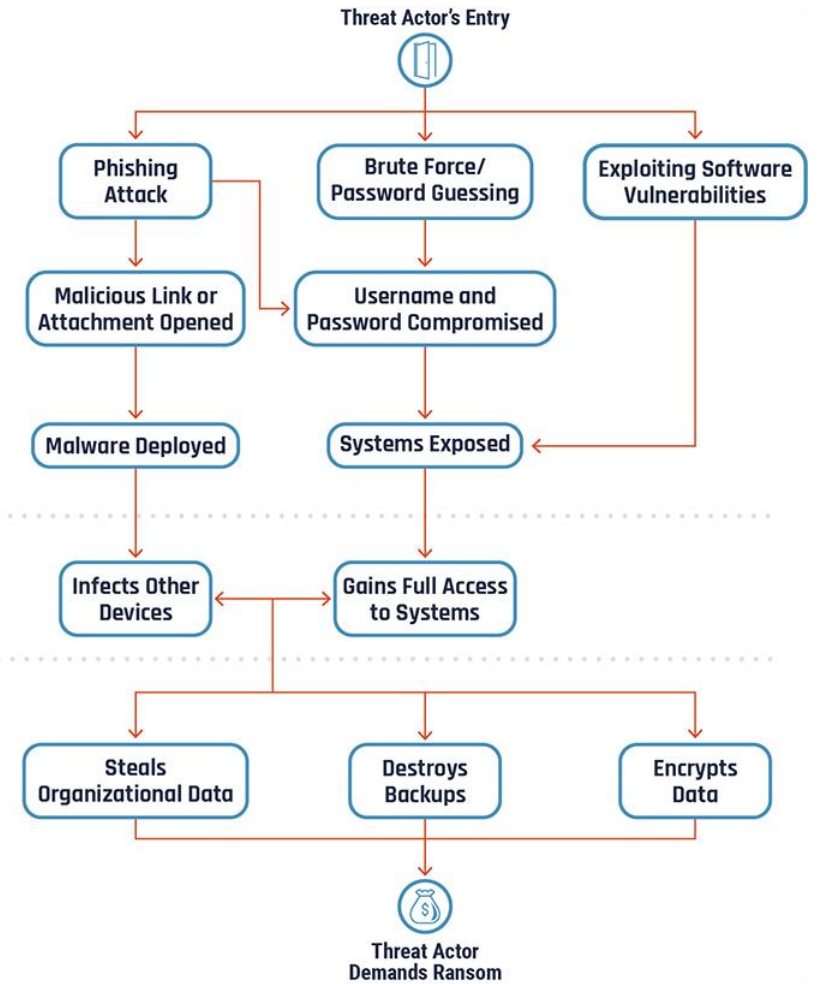 Threat Actor's Entry
Phishing
Attack
Brute Force/
Password Guessing
Exploiting Software
Vulnerabilities
Malicious Link or
Attachment Opened
Username and
Password Compromised
Malware Deployed
Systems Exposed
Infects Other
Devices
Gains Full Access
to Systems
Steals
Organizational Data
Destroys
Backups
Encrypts
Data
$
Threat Actor
Demands Ransom